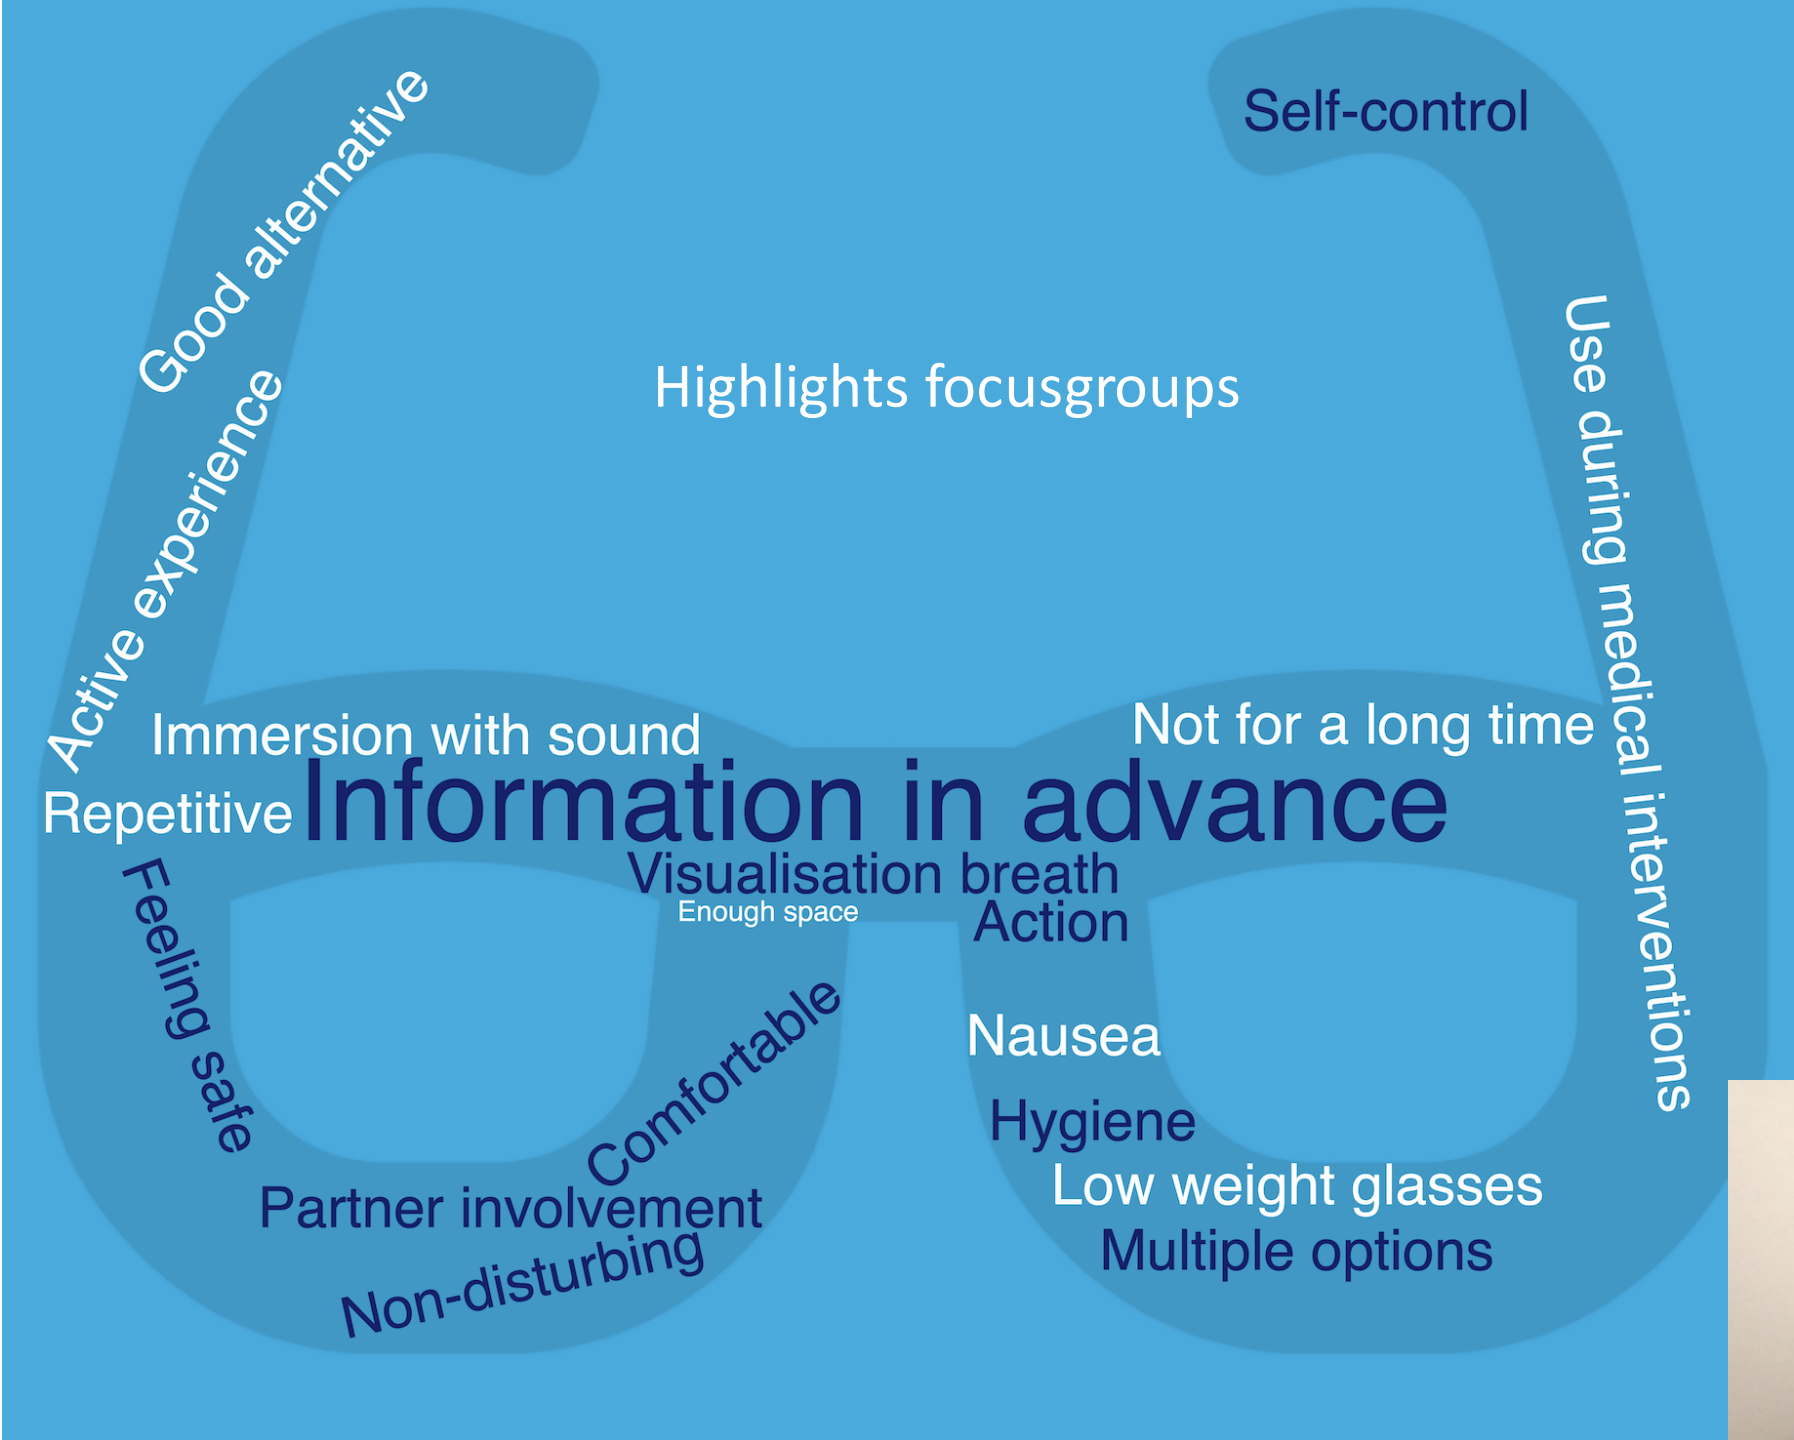 Good alternative
Self-control
Highlights focusgroups
Active experience
Use during medical interventions
Immersion with sound
Not for a long time
Repetitive
Information in advance
Visualisation breath
Enough space
Action
Feeling safe
Comfortable
Nausea
Hygiene
Partner involvement
Low weight glasses
Non-disturbing
Multiple options